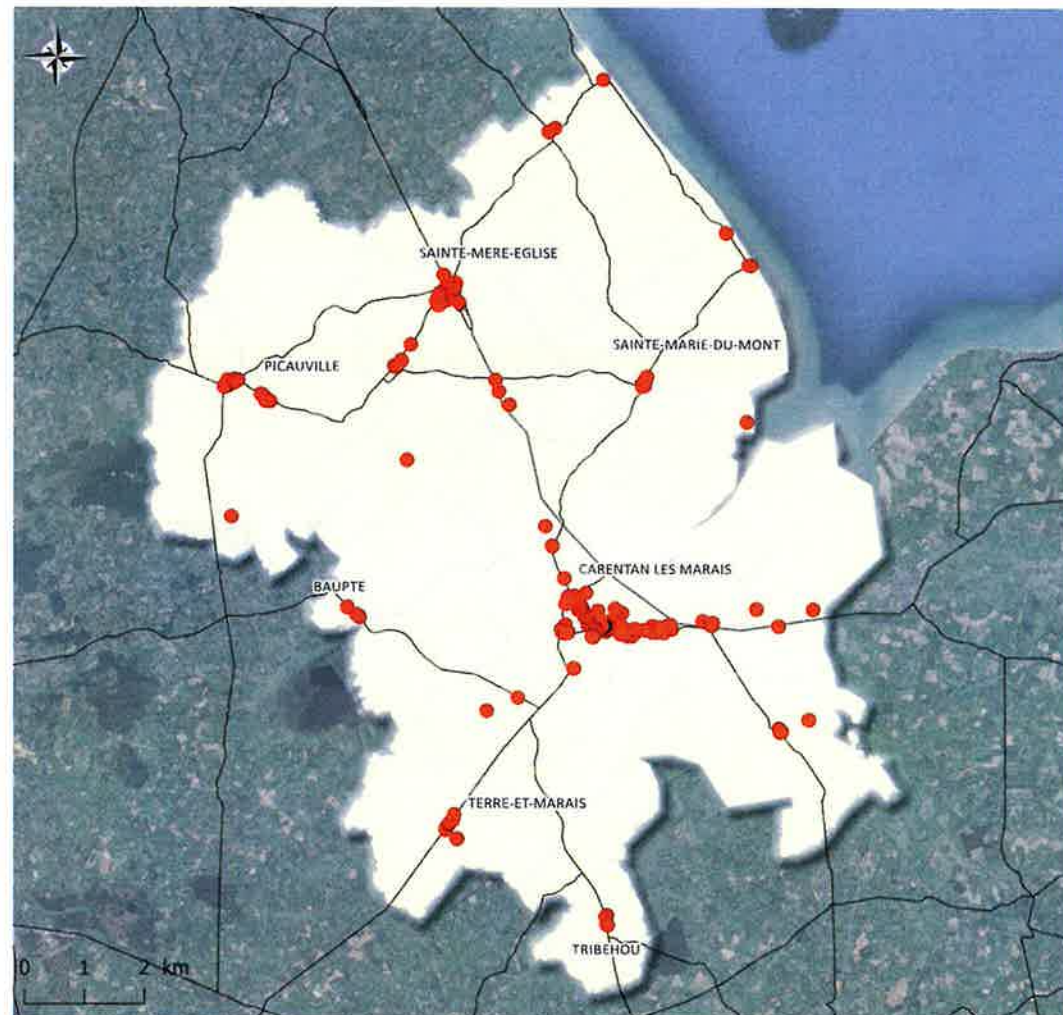 SAINTE-MERE-EGLISE
SAINTE-MARIE-DU-MONT
PICAUVILLE
CARENTAN LES MARAIS
BAUPTE
TERRE-ET-MARAIS
TRIBEHOU
0 1 2 km